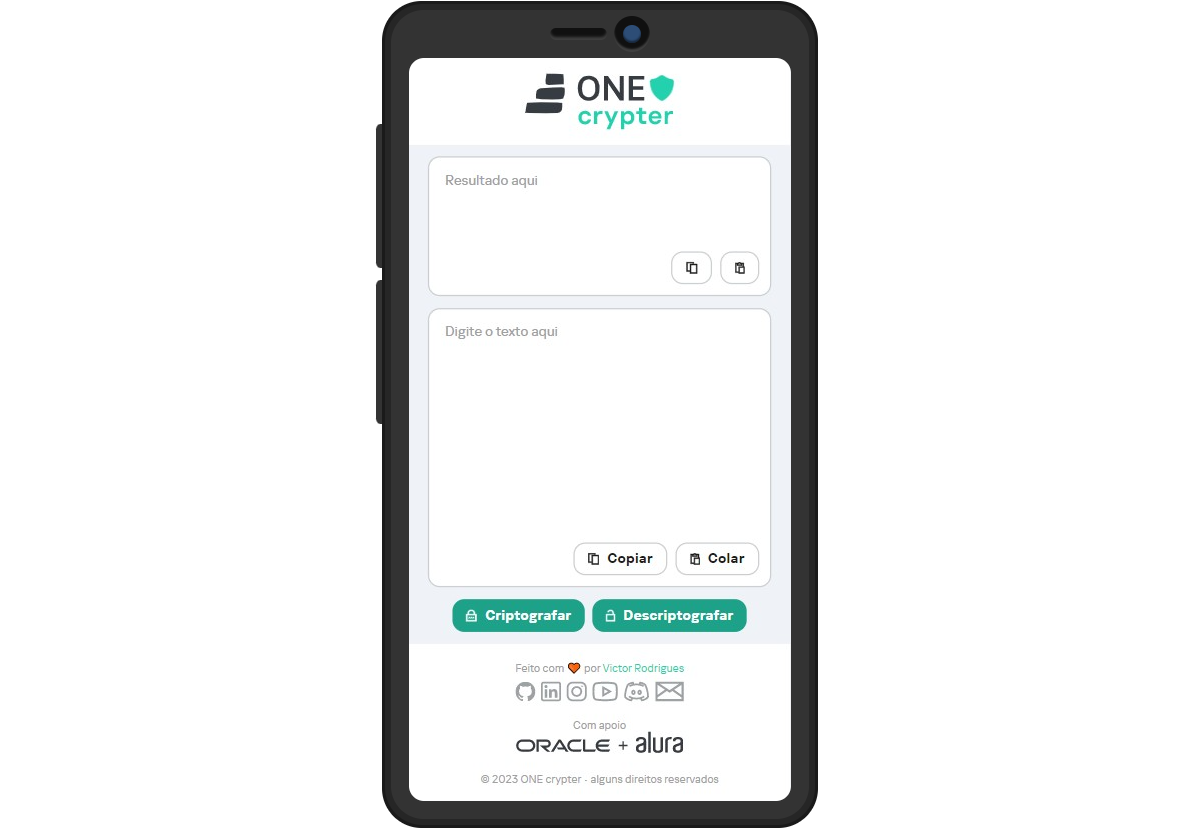 ONE
crypter
Resultado aqui
Digite o texto aqui
Copiar Colar
Criptografar Descriptografar
Feito com 🧡 por Victor Rodrigues
Com apoio
ORACLE + alura
© 2023 ONE crypter - alguns direitos reservados